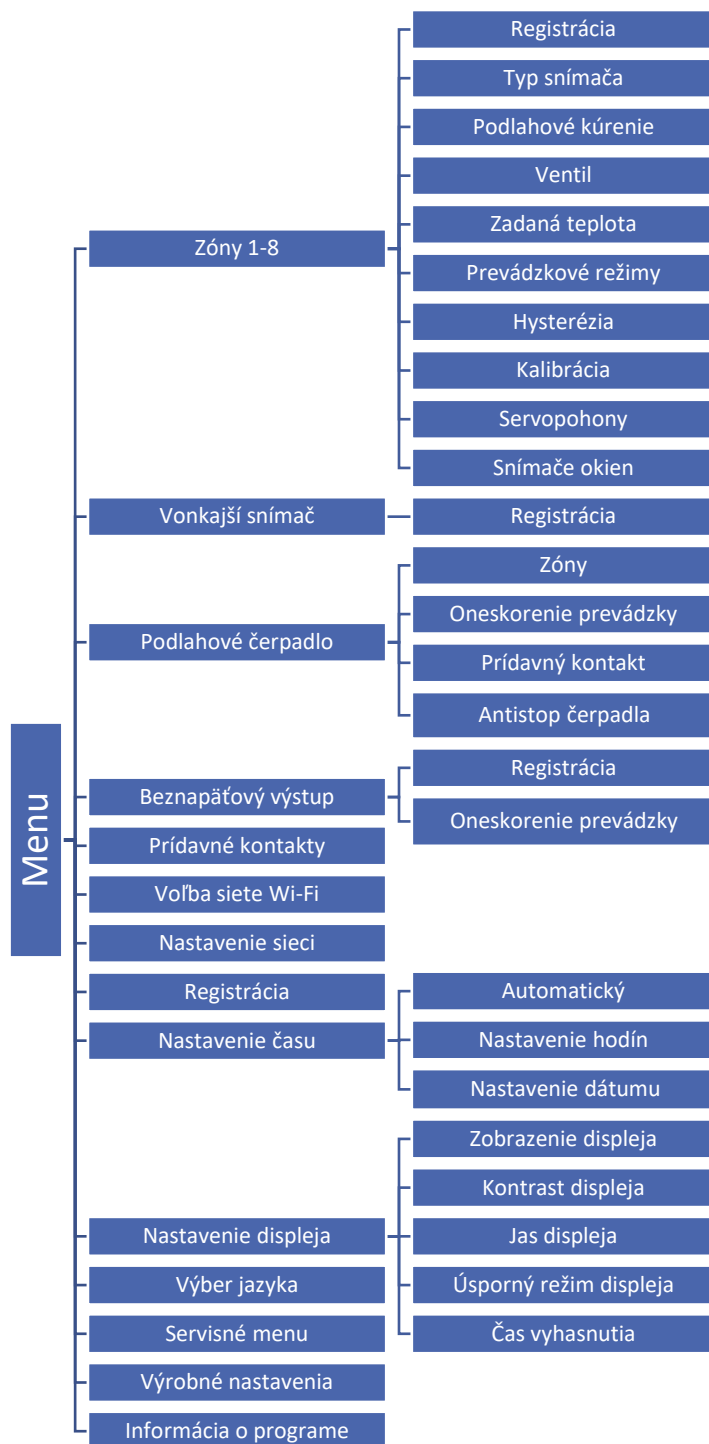 Menu
Zóny 1-8
Registrácia
Typ snímača
Podlahové kúrenie
Ventil
Zadaná teplota
Prevádzkové režimy
Hysterézia
Kalibrácia
Servopohony
Snímače okien
Vonkajší snímač
Registrácia
Podlahové čerpadlo
Zóny
Oneskorenie prevádzky
Prídavný kontakt
Antistop čerpadla
Beznapäťový výstup
Registrácia
Oneskorenie prevádzky
Prídavné kontakty
Voľba siete Wi-Fi
Nastavenie sieci
Registrácia
Nastavenie času
Automatický
Nastavenie hodín
Nastavenie dátumu
Nastavenie displeja
Zobrazenie displeja
Kontrast displeja
Jas displeja
Úsporný režim displeja
Čas vyhasnutia
Výber jazyka
Servisné menu
Výrobné nastavenia
Informácia o programe